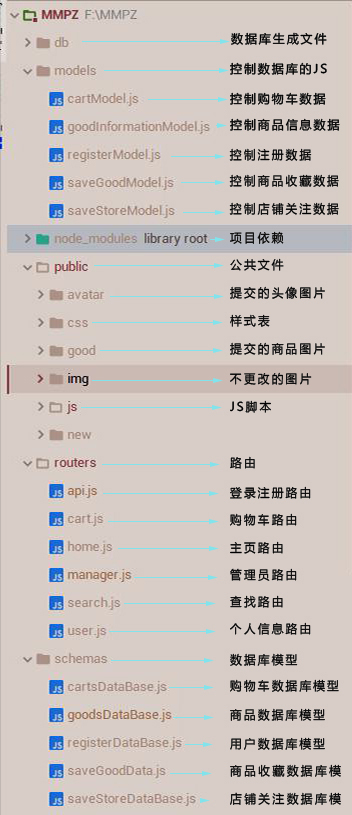 MMPZ F:\MMPZ
db 数据库生成文件
models 控制数据库的JS
cartModel.js 控制购物车数据
goodInformationModel.js 控制商品信息数据
registerModel.js 控制注册数据
saveGoodModel.js 控制商品收藏数据
saveStoreModel.js 控制店铺关注数据
node_modules library root 项目依赖
public 公共文件
avatar 提交的头像图片
css 样式表
good 提交的商品图片
img 不更改的图片
js JS脚本
new
routers 路由
api.js 登录注册路由
cart.js 购物车路由
home.js 主页路由
manager.js 管理员路由
search.js 查找路由
user.js 个人信息路由
schemas 数据库模型
cartsDataBase.js 购物车数据库模型
goodsDataBase.js 商品数据库模型
registerDataBase.js 用户数据库模型
saveGoodData.js 商品收藏数据库模
saveStoreDataBase.js 店铺关注数据库模